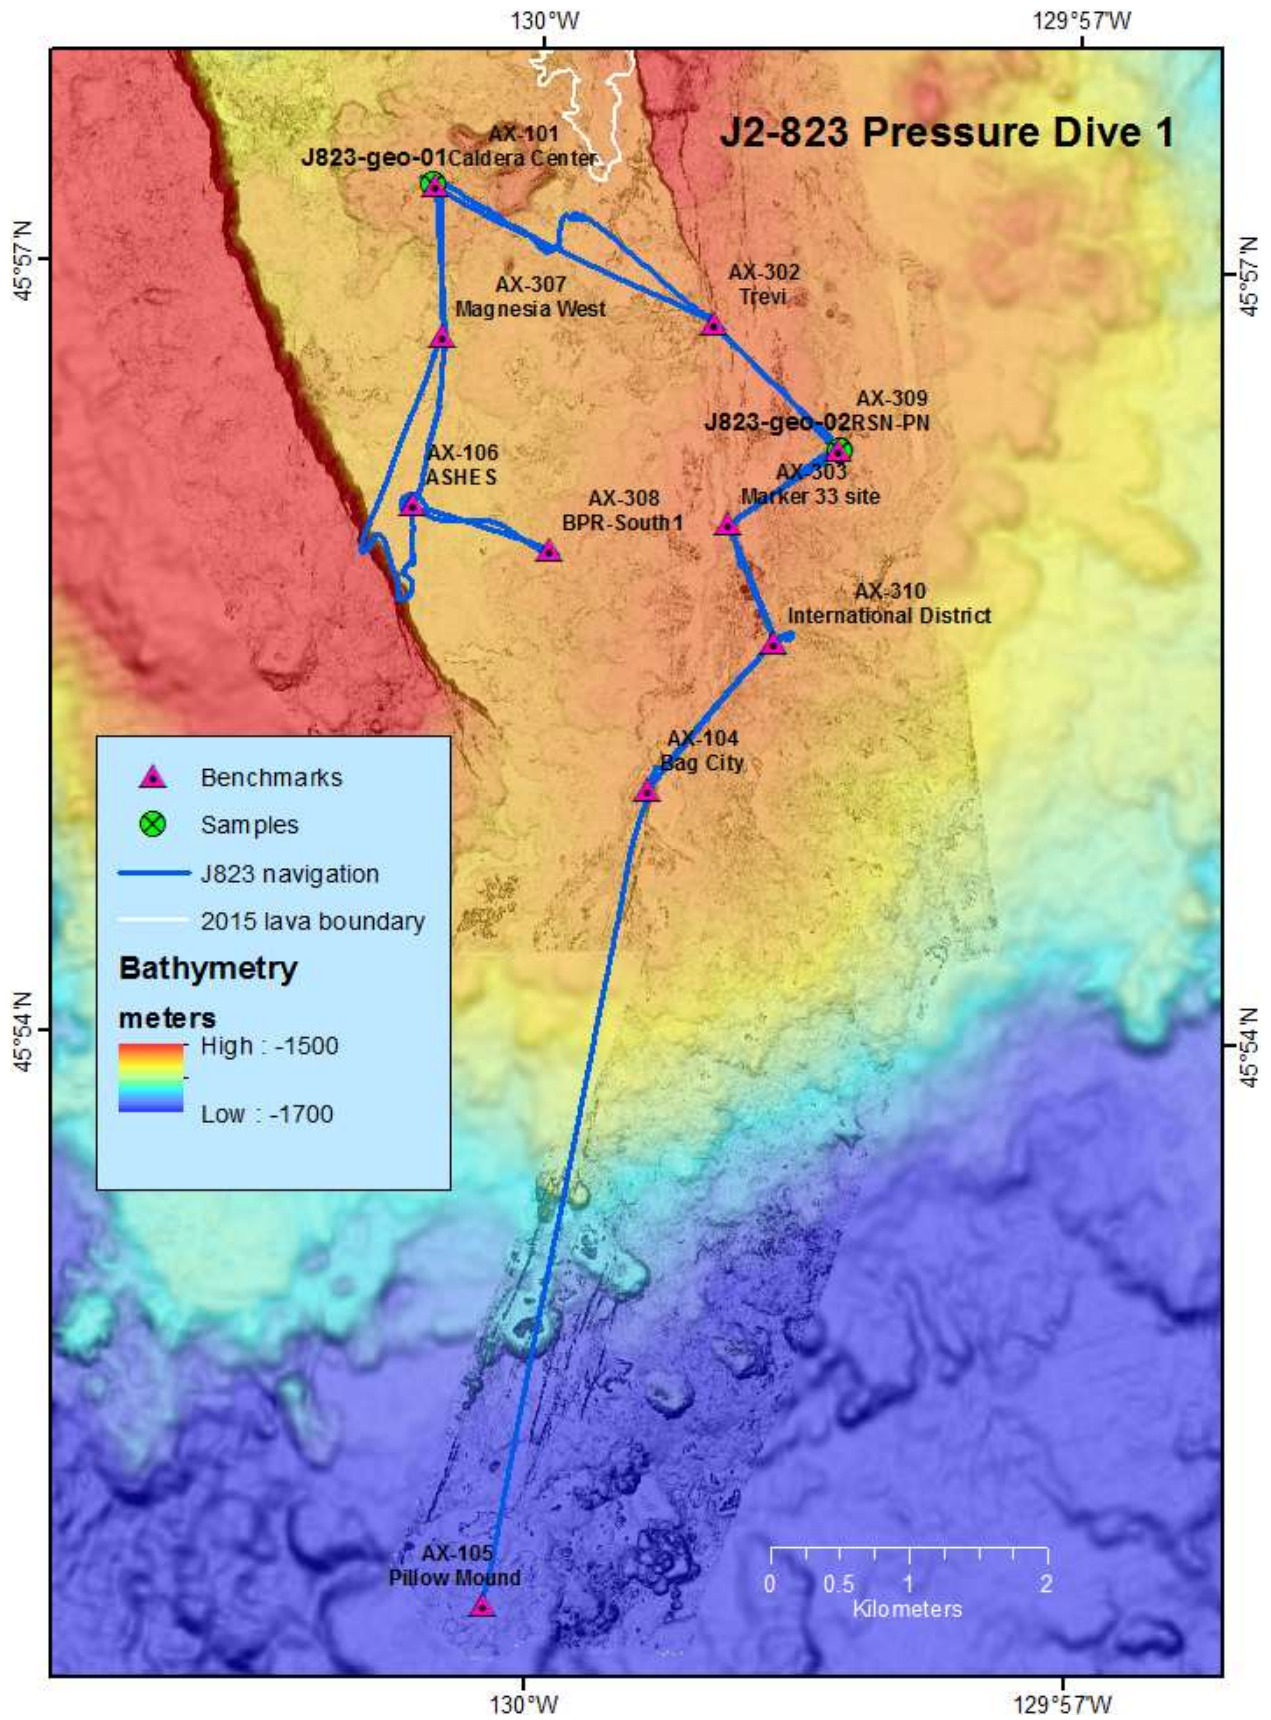 130°W
129°57'W
J2-823 Pressure Dive 1
AX-101
J823-geo-01 Caldera Center
45°57'N
45°57'N
AX-307
Magnesia West
AX-302
Trevi
AX-309
J823-geo-02 RSN-PN
AX-303
Marker 33 site
AX-106
ASHES
AX-308
BPR-South1
AX-310
International District
AX-104
Bag City
Benchmarks
Samples
J823 navigation
2015 lava boundary
Bathymetry
meters
High : -1500
Low : -1700
45°54'N
45°54'N
AX-105
Pillow Mound
0 0.5 1 2
Kilometers
130°W
129°57'W